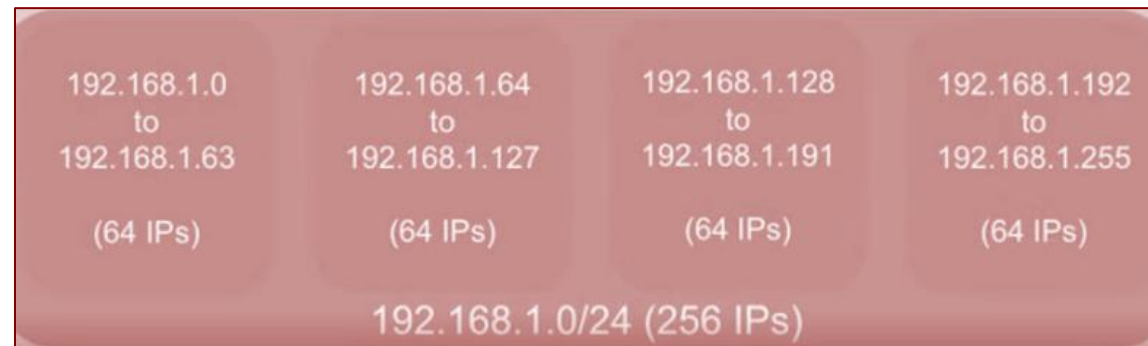 192.168.1.0
to
192.168.1.63
(64 IPs)
192.168.1.64
to
192.168.1.127
(64 IPs)
192.168.1.128
to
192.168.1.191
(64 IPs)
192.168.1.192
to
192.168.1.255
(64 IPs)
192.168.1.0/24 (256 IPs)